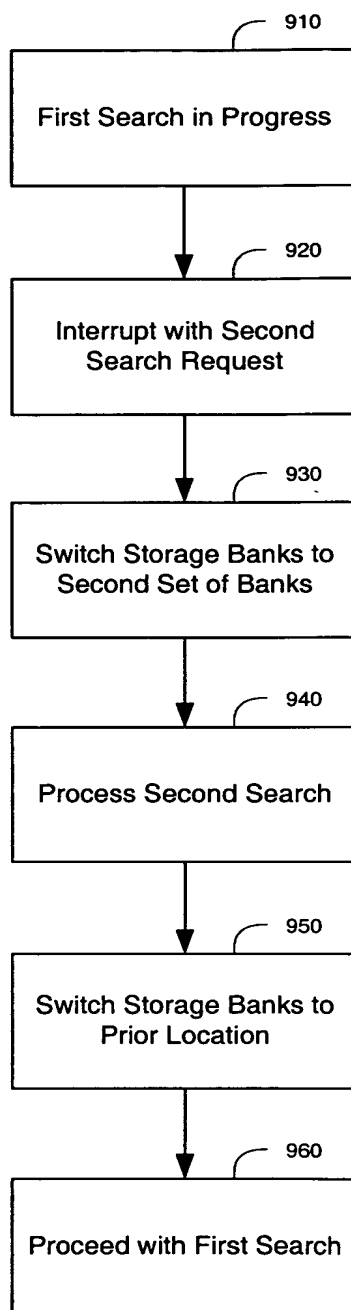 910
First Search in Progress
920
Interrupt with Second
Search Request
930
Switch Storage Banks to
Second Set of Banks
940
Process Second Search
950
Switch Storage Banks to
Prior Location
960
Proceed with First Search